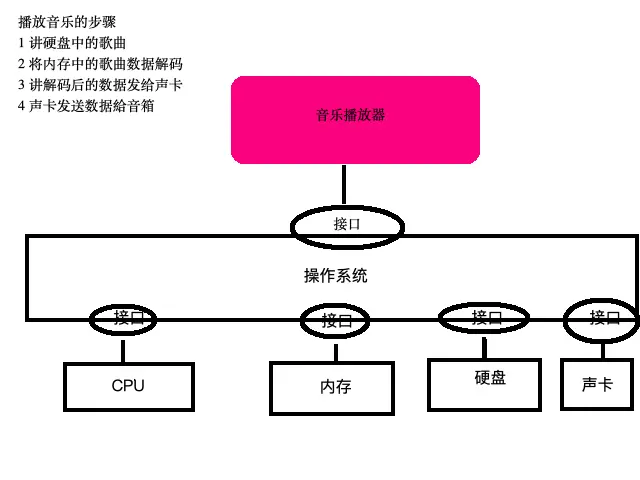 播放音乐的步骤
1 讲硬盘中的歌曲
2 将内存中的歌曲数据解码
3 讲解码后的数据发给声卡
4 声卡发送数据給音箱
音乐播放器
接口
操作系统
接口
接口
接口
接口
CPU
内存
硬盘
声卡